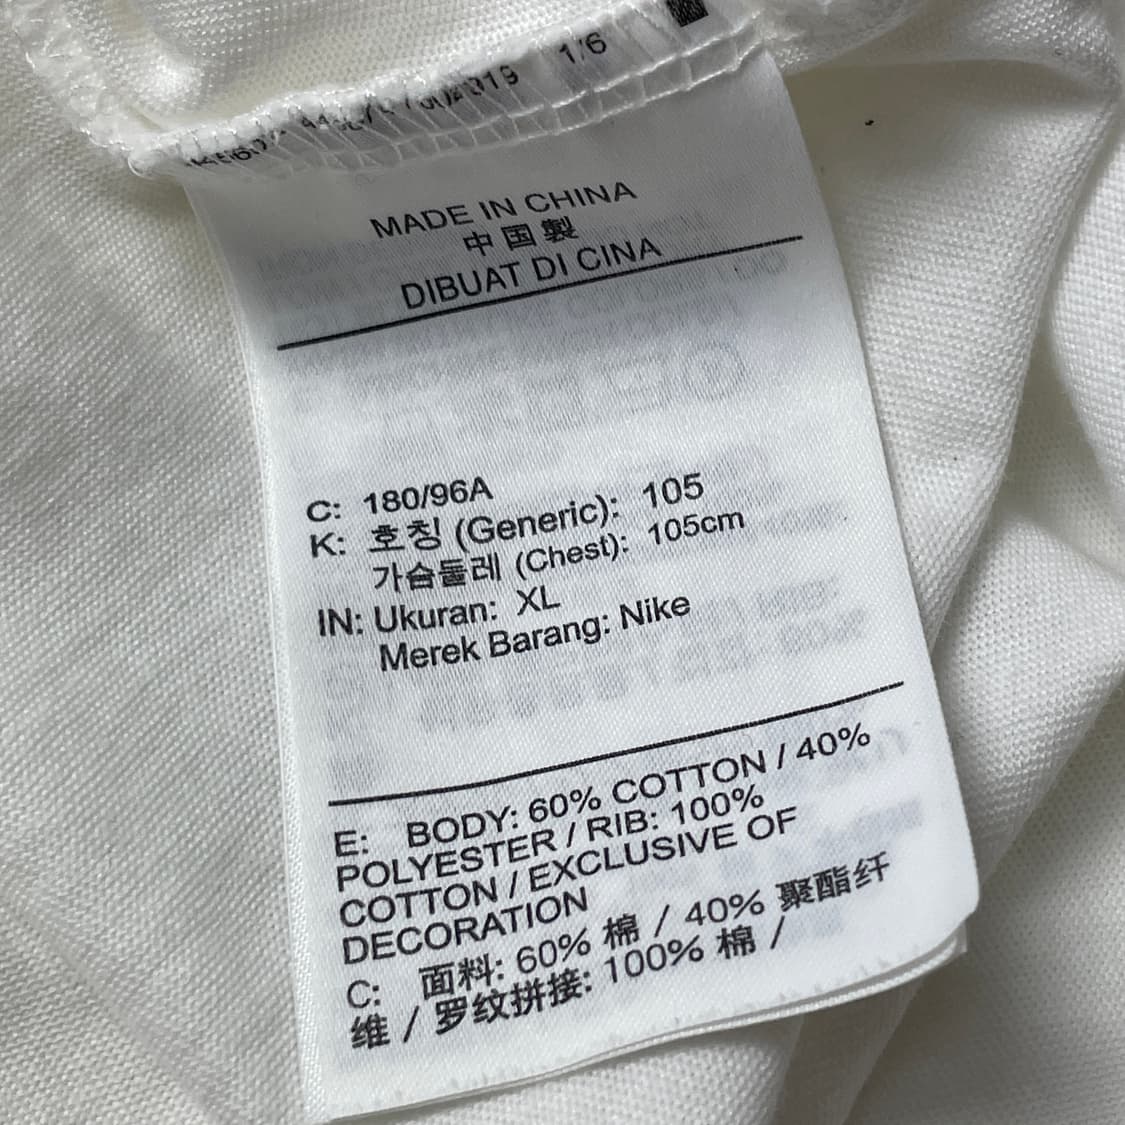 1/6
MADE IN CHINA
中国製
DIBUAT DI CINA
C: 180/96A
K: 호칭 (Generic): 105
가슴둘레 (Chest): 105cm
IN: Ukuran: XL
Merek Barang: Nike
E: BODY: 60% COTTON / 40%
POLYESTER / RIB: 100%
COTTON / EXCLUSIVE OF
DECORATION
C: 面料: 60% 棉 / 40% 聚酯纤
维 / 罗纹拼接: 100% 棉 /